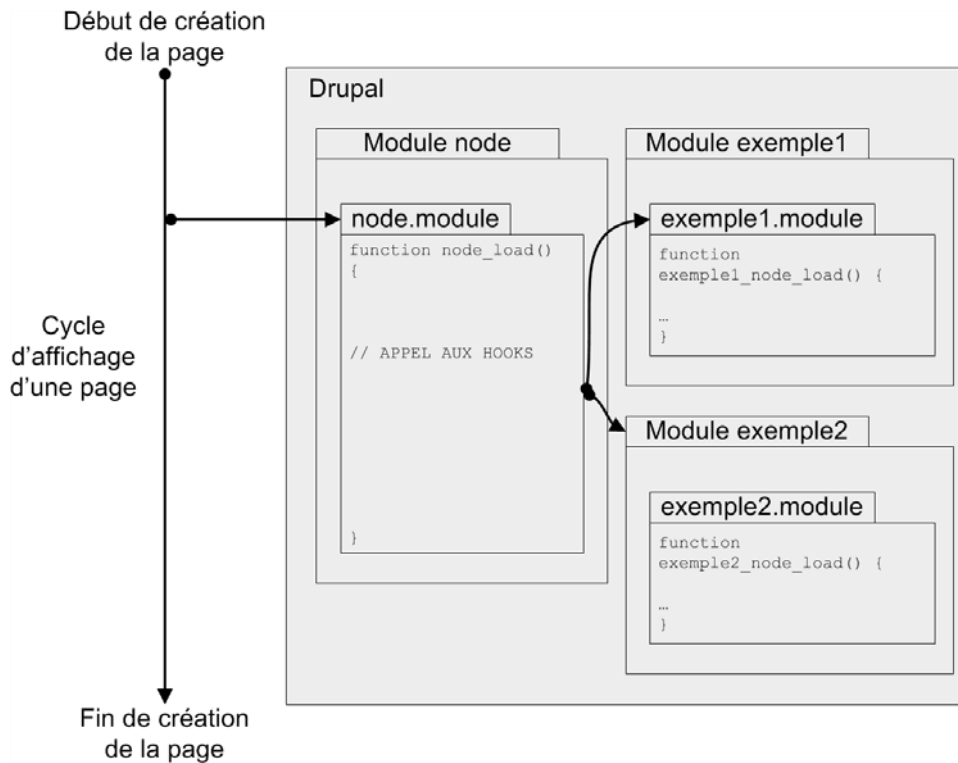 Début de création
de la page
Drupal
Module node
node.module
function node_load()
{
// APPEL AUX HOOKS
}
Module exemple1
exemple1.module
function
exemple1_node_load() {
…
}
Module exemple2
exemple2.module
function
exemple2_node_load() {
…
}
Cycle
d’affichage
d’une page
Fin de création
de la page